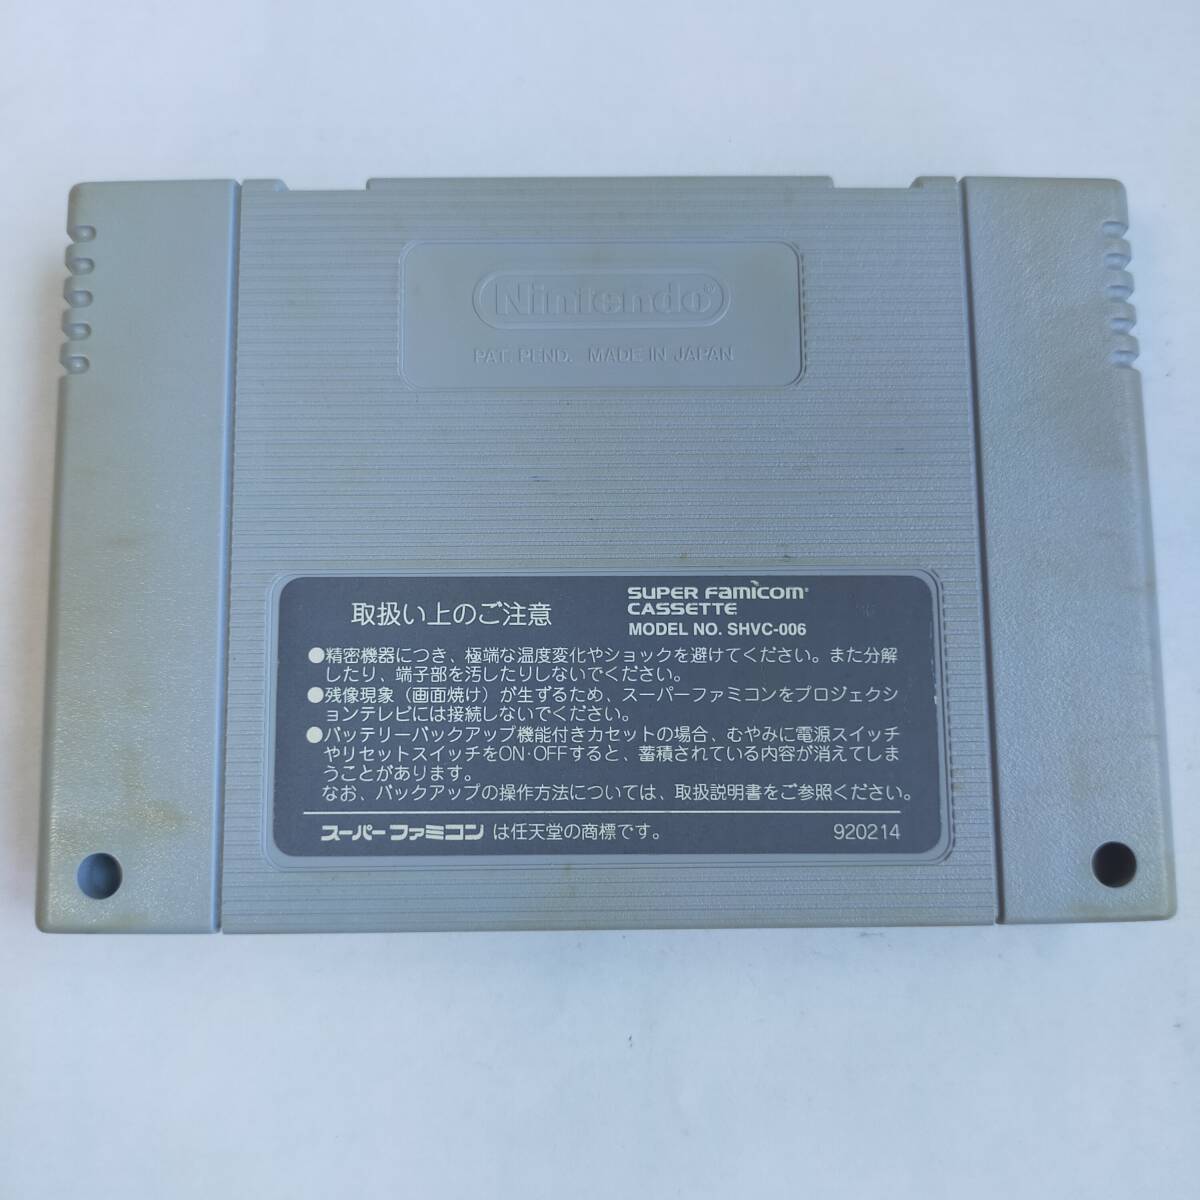 Nintendo®
PAT. PEND. MADE IN JAPAN
取扱い上のご注意
SUPER Famicom
CASSETTE
MODEL NO. SHVC-006
●精密機器につき、極端な温度変化やショックを避けてください。また分解
したり、端子部を汚したりしないでください。
●残像現象（画面焼け）が生ずるため、スーパーファミコンをプロジェクシ
ョンテレビには接続しないでください。
●バッテリーバックアップ機能付きカセットの場合、むやみに電源スイッチ
やリセットスイッチをON・OFFすると、蓄積されている内容が消えてしま
うことがあります。
なお、バックアップの操作方法については、取扱説明書をご参照ください。
スーパーファミコン は任天堂の商標です。
920214